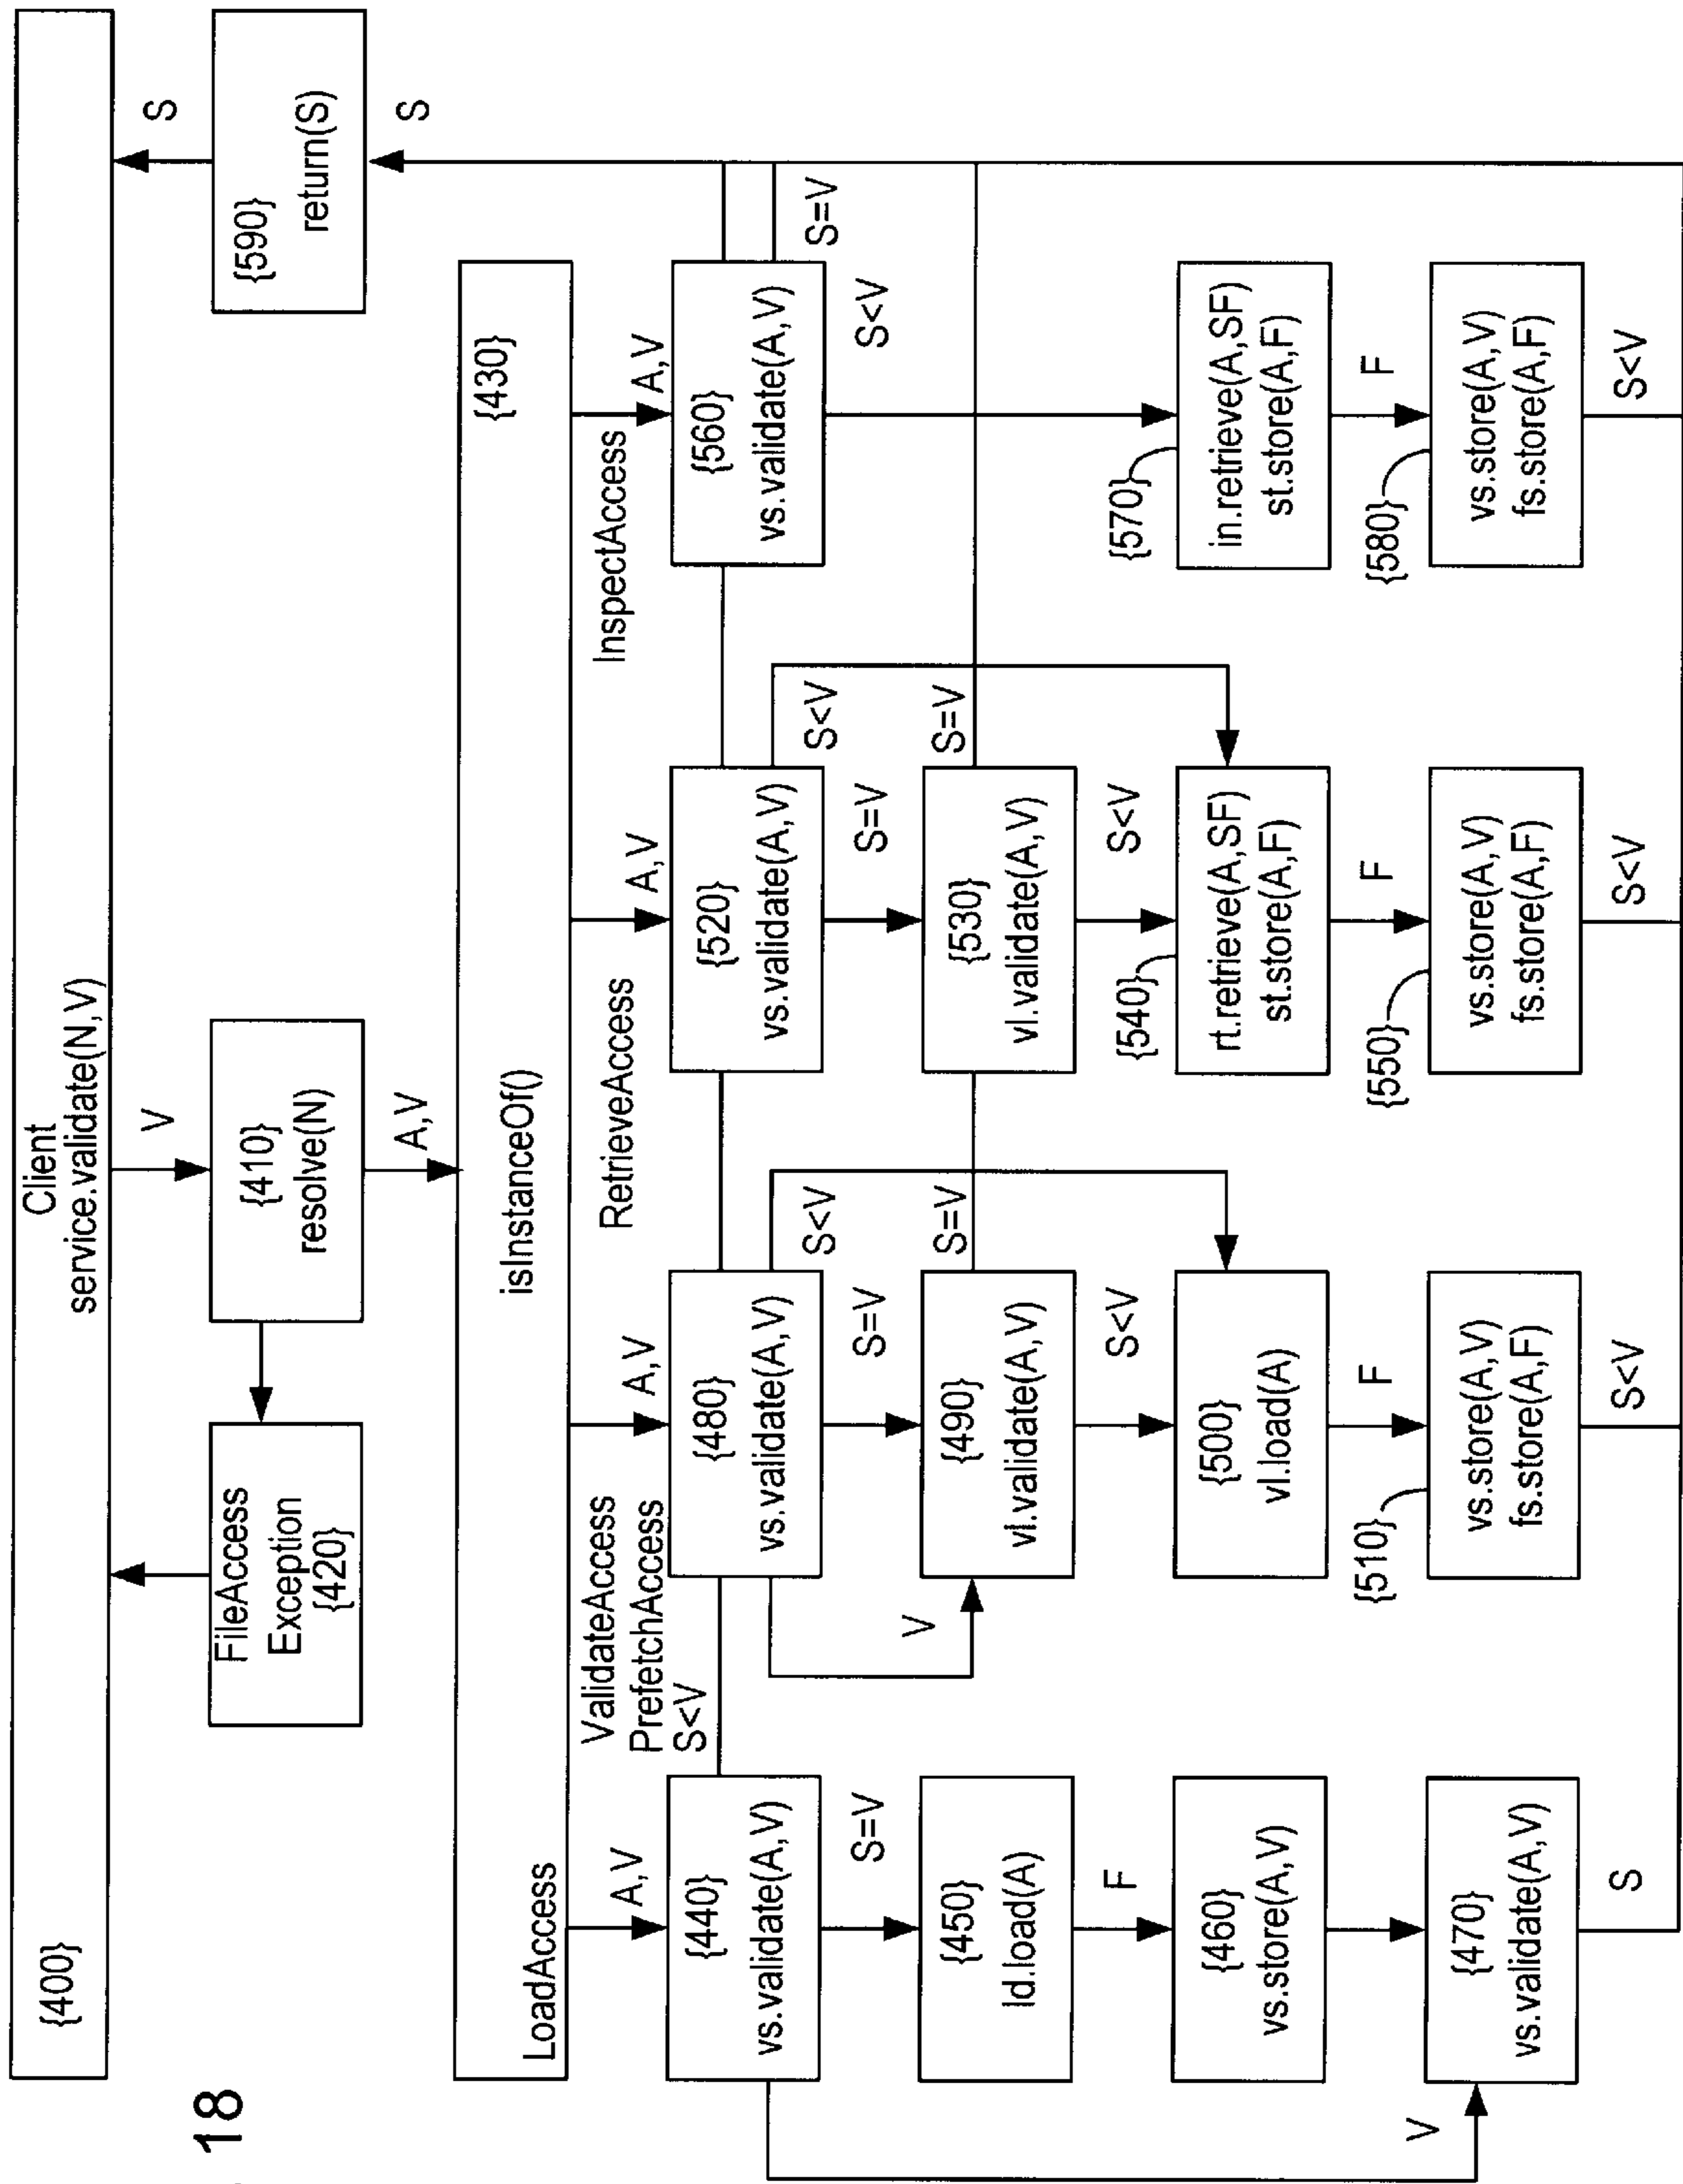 {400}
Client
service.validate(N,V)
V
S
FileAccess
Exception
{420}
{410}
resolve(N)
{590}
return(S)
A,V
S
isInstanceOf()
{430}
LoadAccess
ValidateAccess
PrefetchAccess
S<V
RetrieveAccess
InspectAccess
A,V
A,V
A,V
A,V
{440}
vs.validate(A,V)
{480}
vs.validate(A,V)
{520}
vs.validate(A,V)
{560}
vs.validate(A,V)
S=V
S=V
S<V
S=V
S<V
S<V
S=V
V
S=V
S=V
{450}
ld.load(A)
{490}
vl.validate(A,V)
{530}
vl.validate(A,V)
F
S<V
S<V
{460}
vs.store(A,V)
{500}
vl.load(A)
{540}
rt.retrieve(A,SF)
st.store(A,F)
{570}
in.retrieve(A,SF)
st.store(A,F)
F
F
F
V
{470}
vs.validate(A,V)
{510}
vs.store(A,V)
fs.store(A,F)
{550}
vs.store(A,V)
fs.store(A,F)
{580}
vs.store(A,V)
fs.store(A,F)
S
S<V
S<V
S<V
18